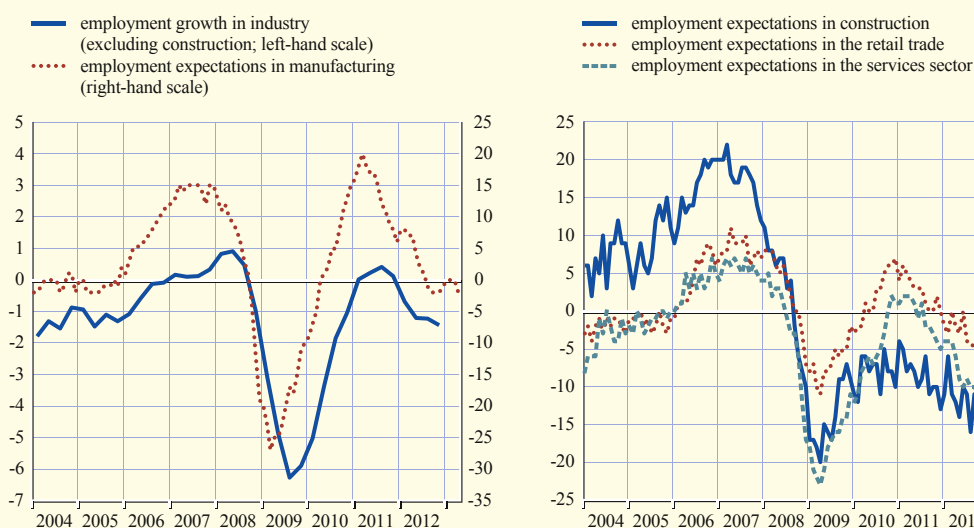 employment growth in industry
(excluding construction; left-hand scale)
employment expectations in manufacturing
(right-hand scale)
5 25
4 20
3 15
2 10
1 5
0 0
-1 -5
-2 -10
-3 -15
-4 -20
-5 -25
-6 -30
-7 -35
2004 2005 2006 2007 2008 2009 2010 2011 2012
employment expectations in construction
employment expectations in the retail trade
employment expectations in the services sector
25
20
15
10
5
0
-5
-10
-15
-20
-25
2004 2005 2006 2007 2008 2009 2010 2011 201